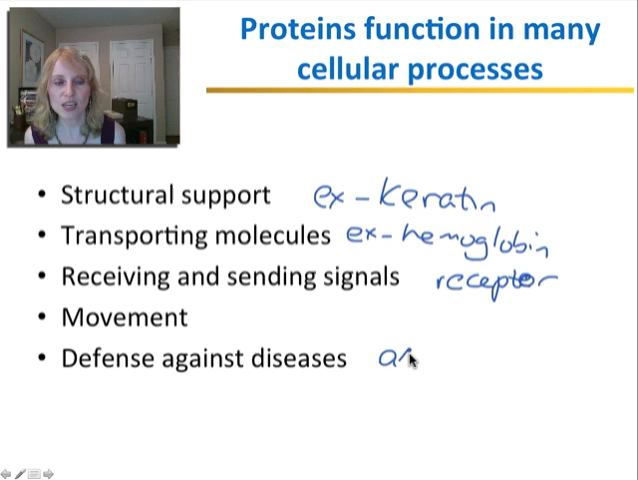 Proteins function in many
cellular processes
• Structural support ex - keratin
• Transporting molecules ex - hemoglobin
• Receiving and sending signals receptor
• Movement
• Defense against diseases